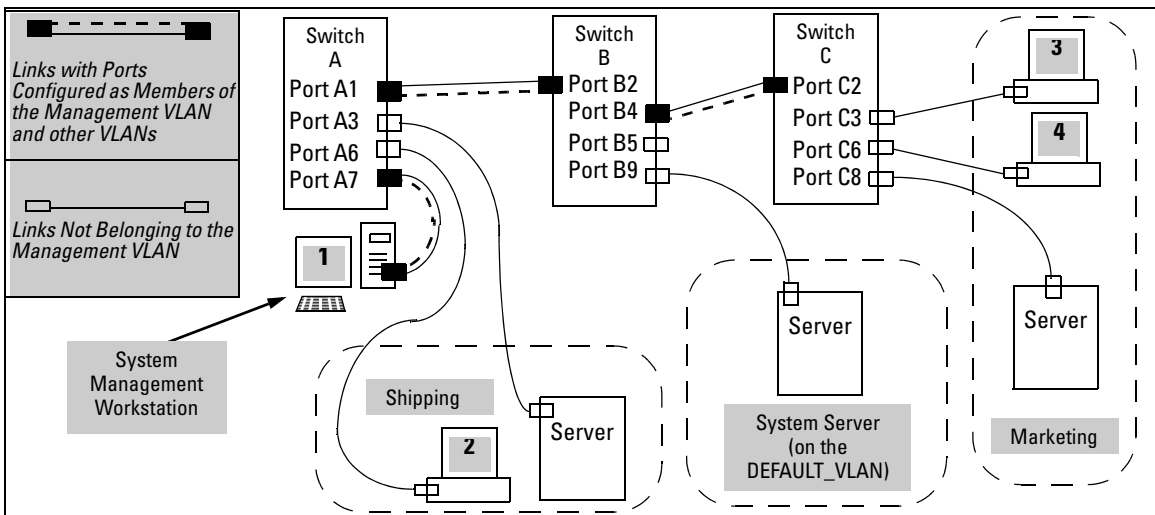 Links with Ports
Configured as Members of
the Management VLAN
and other VLANs
Links Not Belonging to the
Management VLAN
Switch
A
Port A1
Port A3
Port A6
Port A7
Switch
B
Port B2
Port B4
Port B5
Port B9
Switch
C
Port C2
Port C3
Port C6
Port C8
3
4
1
System
Management
Workstation
Shipping
2
Server
Server
System Server
(on the
DEFAULT_VLAN)
Server
Marketing